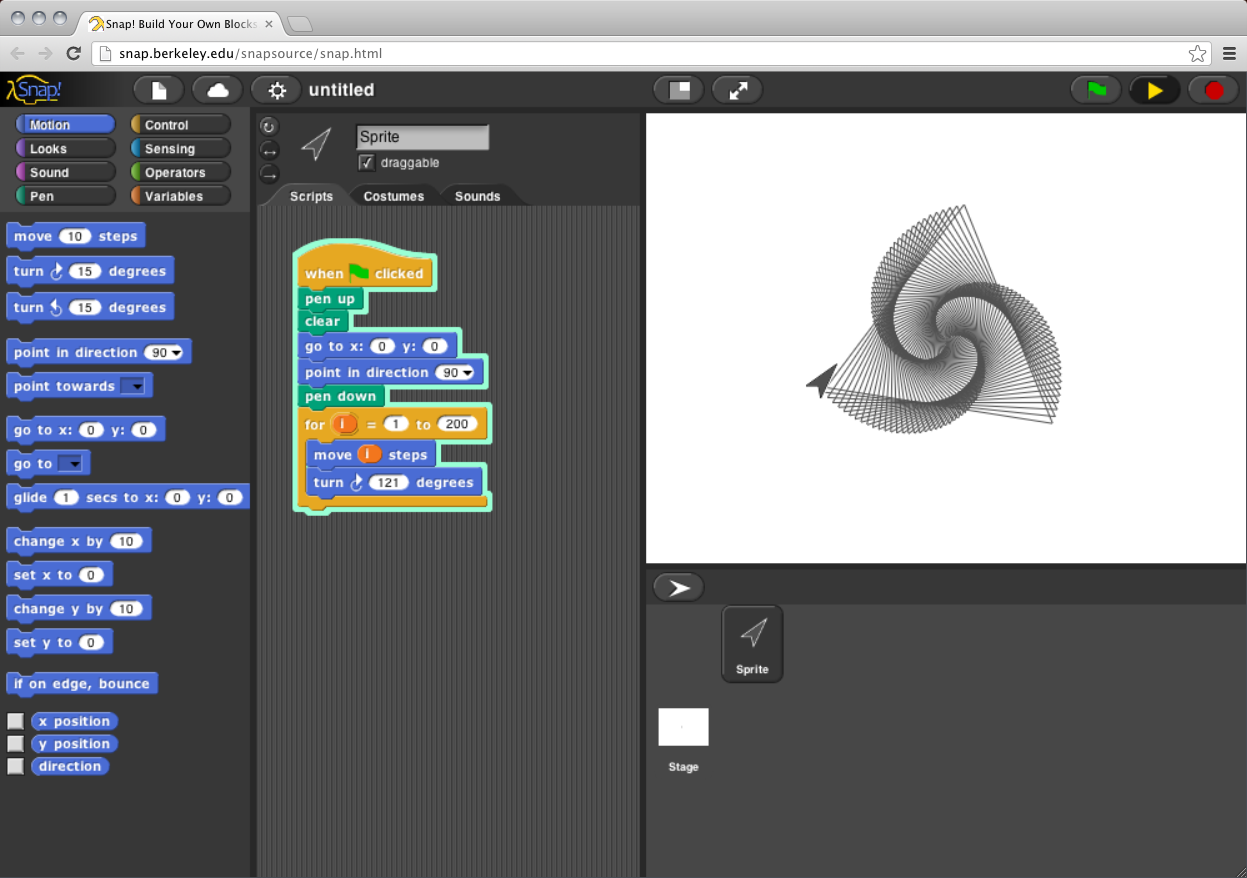 Snap! Build Your Own Blocks
snap.berkeley.edu/snapsource/snap.html
λSnap!
untitled
Motion
Control
Looks
Sensing
Sound
Operators
Pen
Variables
move 10 steps
turn 15 degrees
turn 15 degrees
point in direction 90
point towards
go to x: 0 y: 0
go to
glide 1 secs to x: 0 y: 0
change x by 10
set x to 0
change y by 10
set y to 0
if on edge, bounce
x position
y position
direction
Sprite
draggable
Scripts
Costumes
Sounds
when clicked
pen up
clear
go to x: 0 y: 0
point in direction 90
pen down
for i = 1 to 200
move i steps
turn 121 degrees
Sprite
Stage